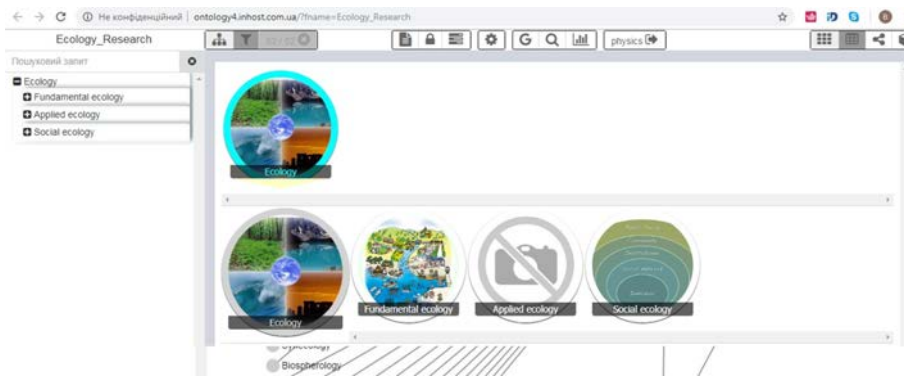 Не конфіденційний | ontology4.inhost.com.ua/?fname=Ecology_Research
Ecology_Research
physics
Пошуковий запит
Ecology
Fundamental ecology
Applied ecology
Social ecology
Ecology
Ecology
Fundamental ecology
Applied ecology
Social ecology
Biospherology